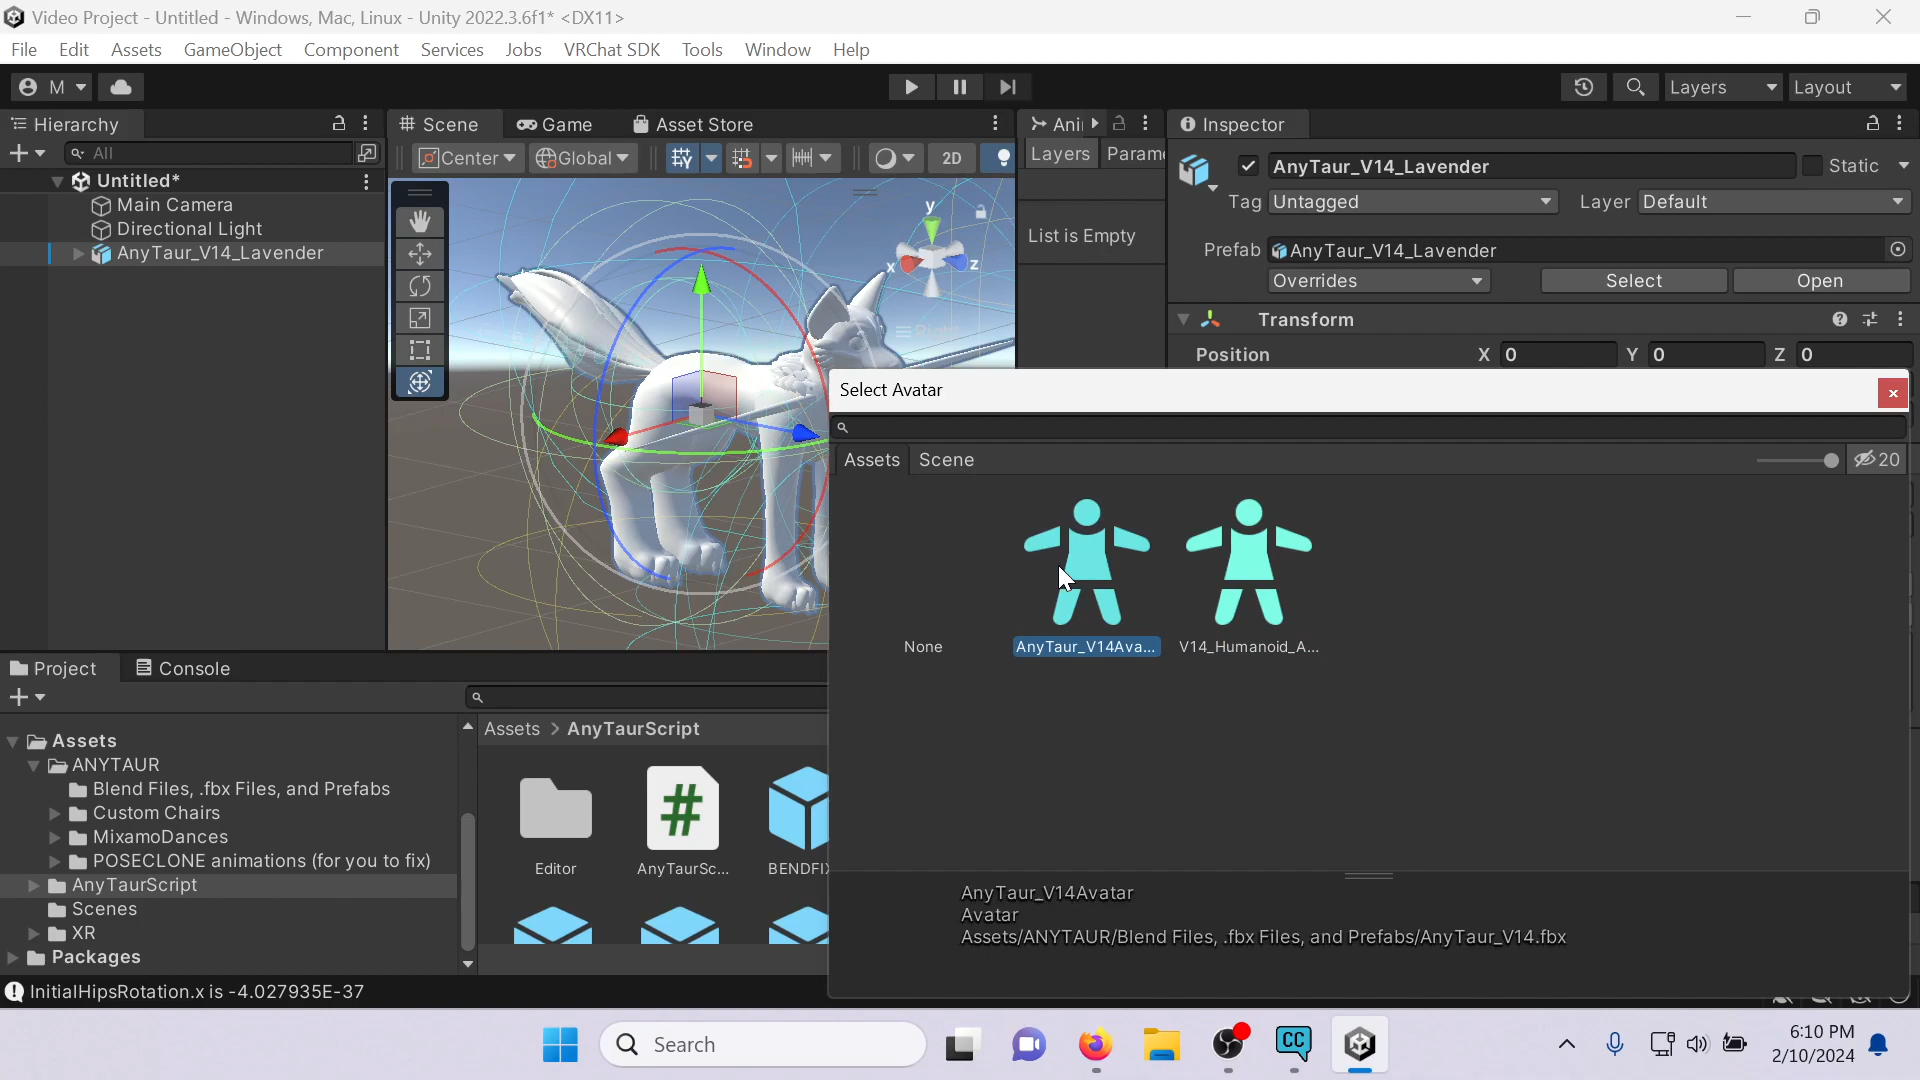 Video Project - Untitled - Windows, Mac, Linux - Unity 2022.3.6f1* <DX11>
File Edit Assets GameObject Component Services Jobs VRChat SDK Tools Window Help
M Layers Layout
Hierarchy
All
Untitled*
Main Camera
Directional Light
AnyTaur_V14_Lavender
Scene Game Asset Store
Center Global 2D
y
x z
Right
Ani
Layers Param
List is Empty
Inspector
AnyTaur_V14_Lavender Static
Tag Untagged Layer Default
Prefab AnyTaur_V14_Lavender
Overrides Select Open
Transform
Position X 0 Y 0 Z 0
Select Avatar
Assets Scene 20
None AnyTaur_V14Ava... V14_Humanoid_A...
AnyTaur_V14Avatar
Avatar
Assets/ANYTAUR/Blend Files, .fbx Files, and Prefabs/AnyTaur_V14.fbx
Project Console
Assets
ANYTAUR
Blend Files, .fbx Files, and Prefabs
Custom Chairs
MixamoDances
POSECLONE animations (for you to fix)
AnyTaurScript
Scenes
XR
Packages
Assets > AnyTaurScript
Editor AnyTaurSc... BENDFIX
InitialHipsRotation.x is -4.027935E-37
Search
CC
6:10 PM
2/10/2024